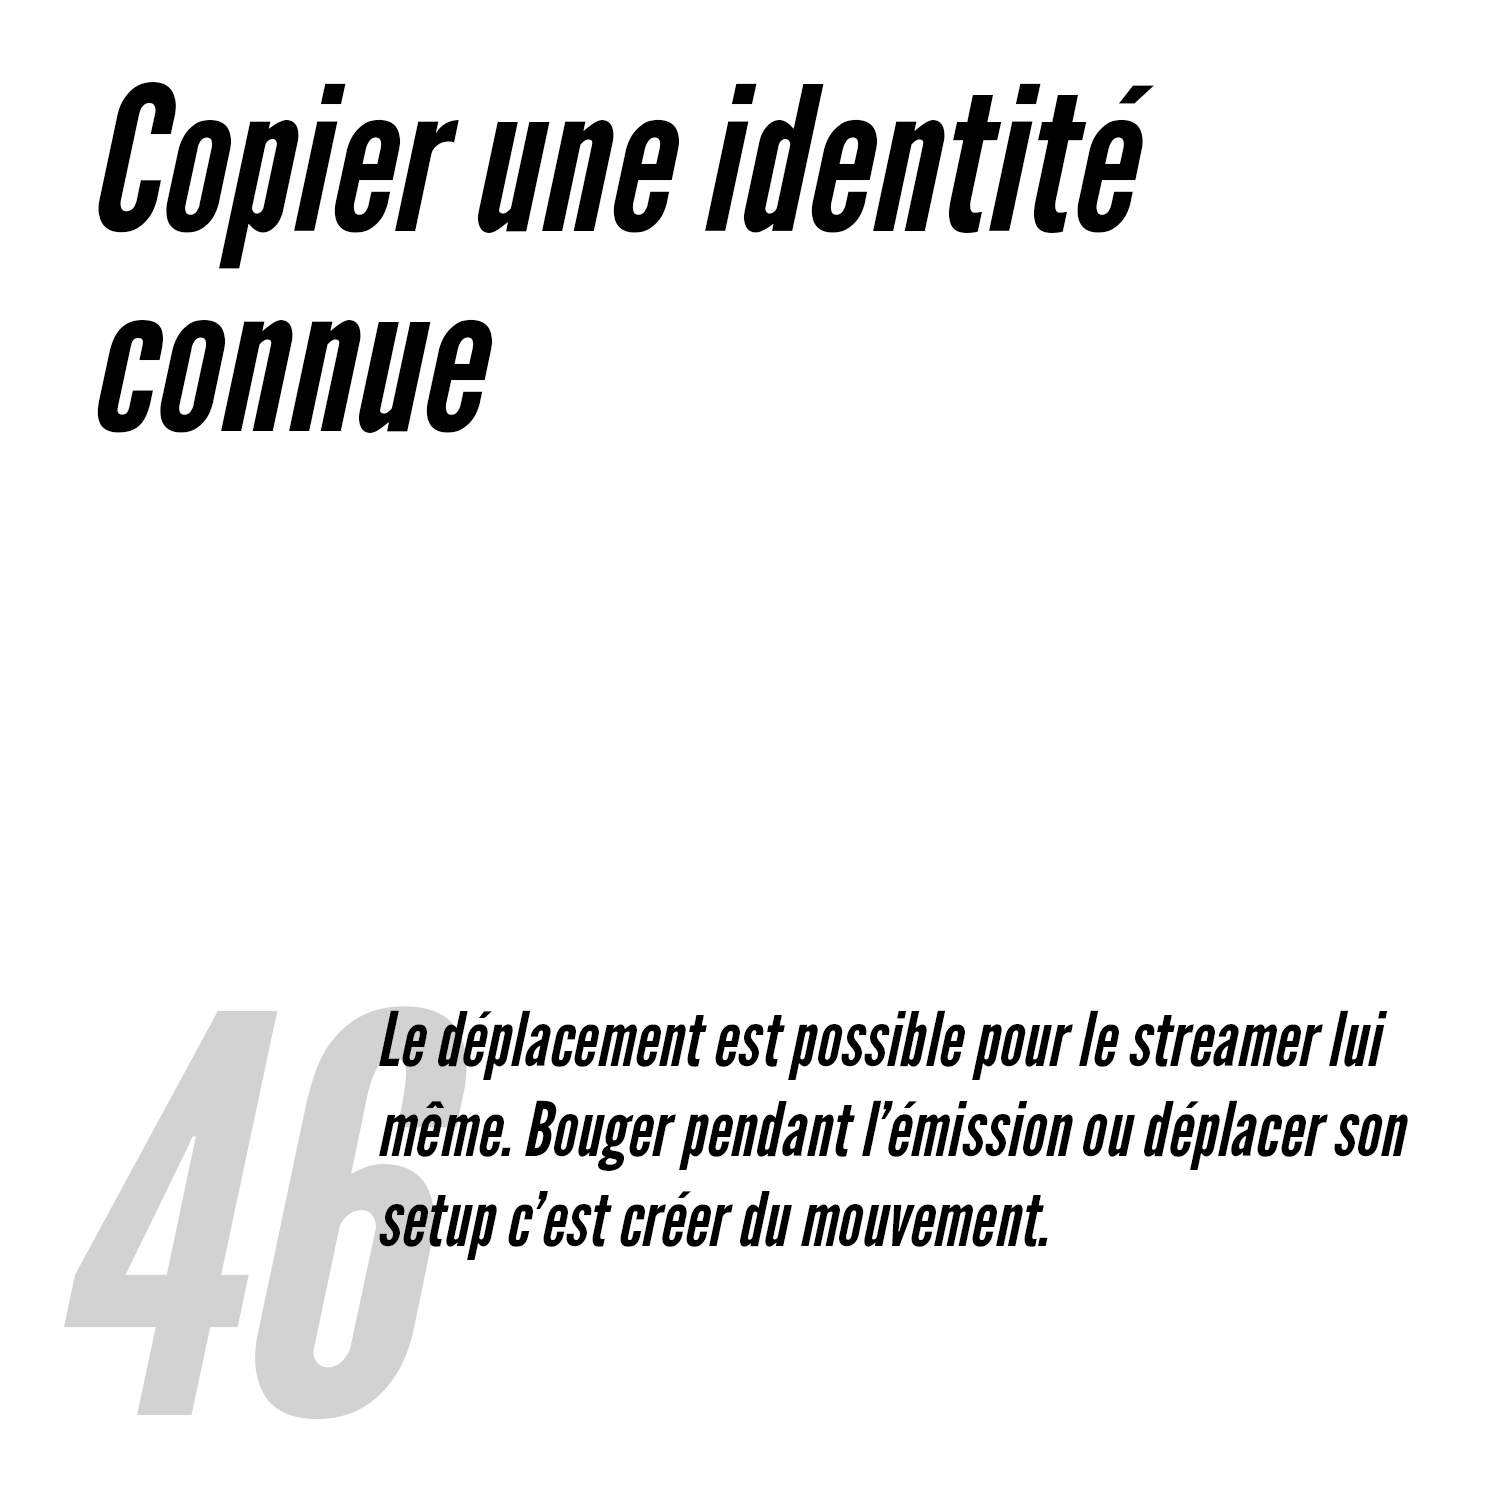 Copier une identité
connue
46
Le déplacement est possible pour le streamer lui
même. Bouger pendant l’émission ou déplacer son
setup c’est créer du mouvement.